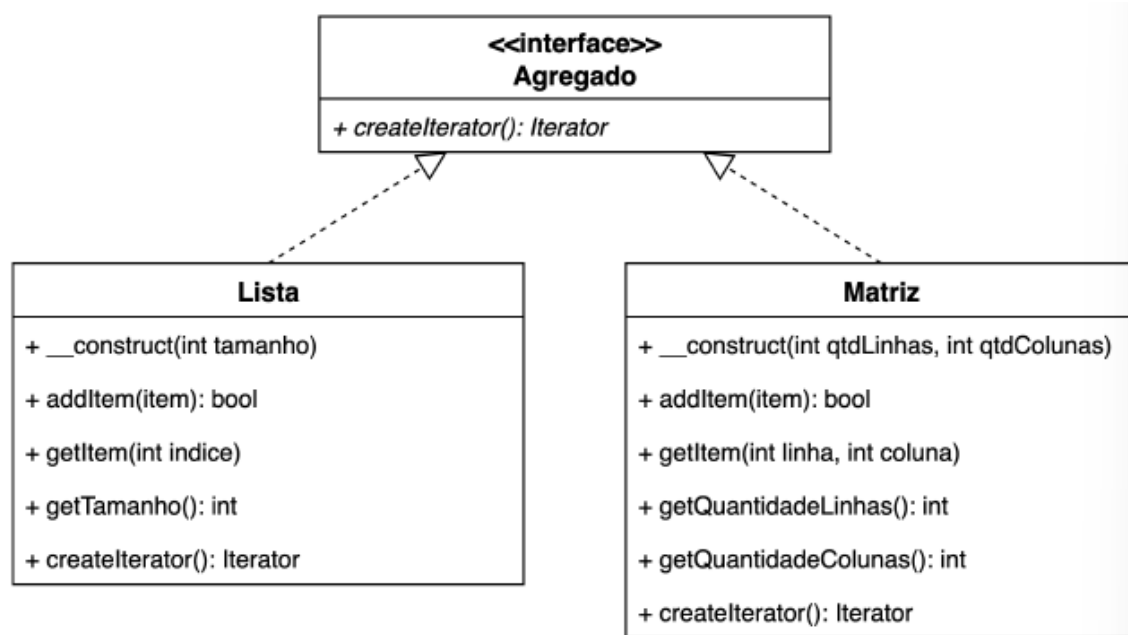 <<interface>>
Agregado
+ createIterator(): Iterator
Lista
+ __construct(int tamanho)
+ addItem(item): bool
+ getItem(int indice)
+ getTamanho(): int
+ createIterator(): Iterator
Matriz
+ __construct(int qtdLinhas, int qtdColunas)
+ addItem(item): bool
+ getItem(int linha, int coluna)
+ getQuantidadeLinhas(): int
+ getQuantidadeColunas(): int
+ createIterator(): Iterator